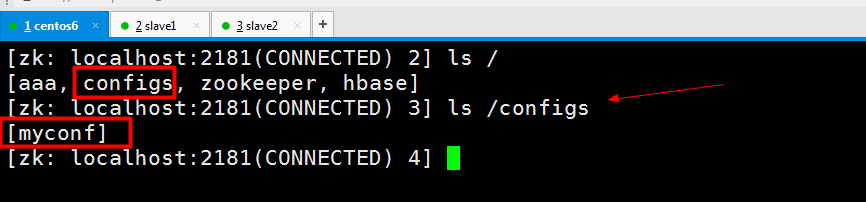 1 centos6 × 2 slave1 × 3 slave2 × +
[zk: localhost:2181(CONNECTED) 2] ls /
[aaa, configs, zookeeper, hbase]
[zk: localhost:2181(CONNECTED) 3] ls /configs
[myconf]
[zk: localhost:2181(CONNECTED) 4]